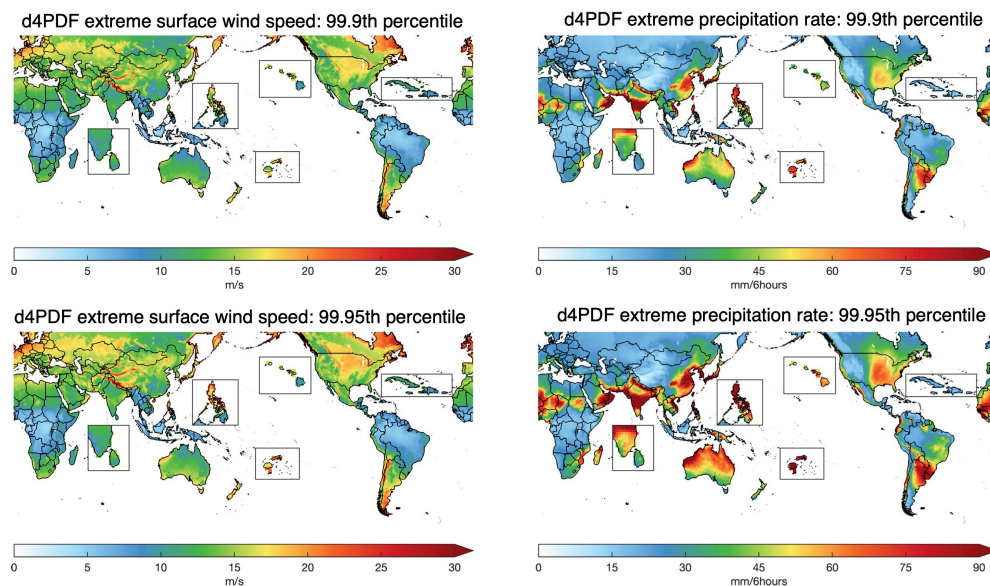 d4PDF extreme surface wind speed: 99.9th percentile
0 5 10 15 20 25 30
m/s
d4PDF extreme precipitation rate: 99.9th percentile
0 15 30 45 60 75 90
mm/6hours
d4PDF extreme surface wind speed: 99.95th percentile
0 5 10 15 20 25 30
m/s
d4PDF extreme precipitation rate: 99.95th percentile
0 15 30 45 60 75 90
mm/6hours